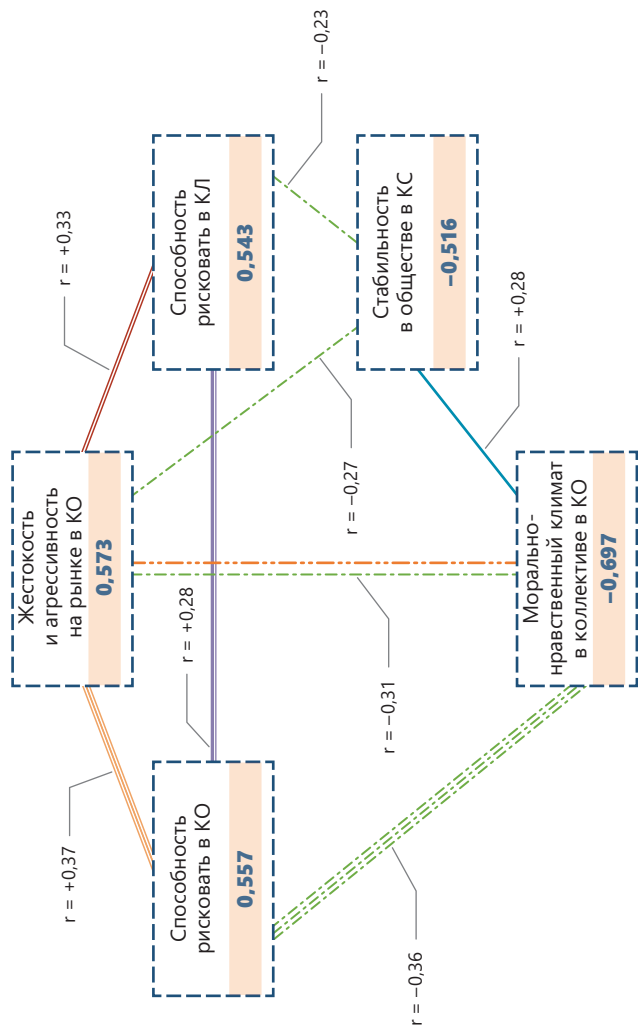 Жестокость
и агрессивность
на рынке в КО
0,573
r = +0,37
r = +0,33
Способность
рисковать в КО
0,557
r = +0,28
Способность
рисковать в КЛ
0,543
r = −0,27
r = −0,23
r = −0,31
Стабильность
в обществе в КС
−0,516
r = −0,36
r = +0,28
Морально-
нравственный климат
в коллективе в КО
−0,697